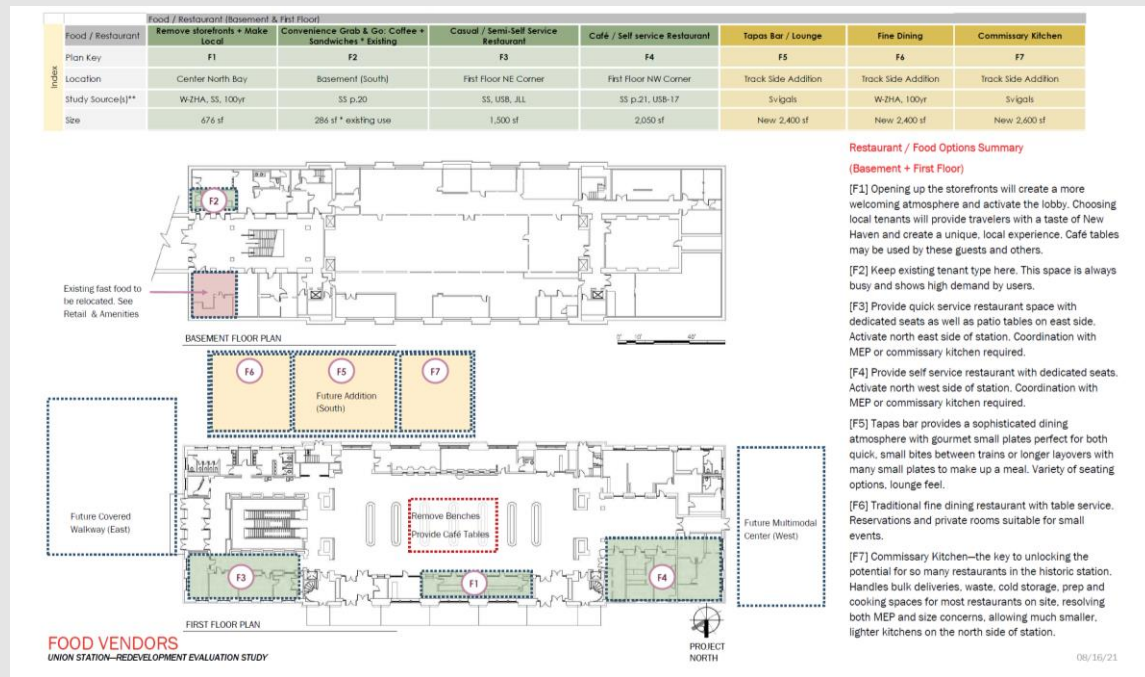 Food / Restaurant (Basement & First Floor)
Index
Food / Restaurant
Remove storefronts + Make Local
Convenience Grab & Go: Coffee + Sandwiches * Existing
Casual / Semi-Self Service Restaurant
Café / Self service Restaurant
Tapas Bar / Lounge
Fine Dining
Commissary Kitchen
Plan Key
F1
F2
F3
F4
F5
F6
F7
Location
Center North Bay
Basement (South)
First Floor NE Corner
First Floor NW Corner
Track Side Addition
Track Side Addition
Track Side Addition
Study Source(s)**
W-ZHA, SS, 100yr
SS p.20
SS, USB, JLL
SS p.21, USB-17
Svigals
W-ZHA, 100yr
Svigals
Size
676 sf
286 sf * existing use
1,500 sf
2,050 sf
New 2,400 sf
New 2,400 sf
New 2,600 sf
F2
Existing fast food to
be relocated. See
Retail & Amenities
BASEMENT FLOOR PLAN
0' 10' 40'
F6
F5
F7
Future Addition
(South)
Future Covered
Walkway (East)
Remove Benches
Provide Café Tables
Future Multimodal
Center (West)
F3
F1
F4
FIRST FLOOR PLAN
PROJECT
NORTH
FOOD VENDORS
UNION STATION—REDEVELOPMENT EVALUATION STUDY
Restaurant / Food Options Summary
(Basement + First Floor)
[F1] Opening up the storefronts will create a more
welcoming atmosphere and activate the lobby. Choosing
local tenants will provide travelers with a taste of New
Haven and create a unique, local experience. Café tables
may be used by these guests and others.
[F2] Keep existing tenant type here. This space is always
busy and shows high demand by users.
[F3] Provide quick service restaurant space with
dedicated seats as well as patio tables on east side.
Activate north east side of station. Coordination with
MEP or commissary kitchen required.
[F4] Provide self service restaurant with dedicated seats.
Activate north west side of station. Coordination with
MEP or commissary kitchen required.
[F5] Tapas bar provides a sophisticated dining
atmosphere with gourmet small plates perfect for both
quick, small bites between trains or longer layovers with
many small plates to make up a meal. Variety of seating
options, lounge feel.
[F6] Traditional fine dining restaurant with table service.
Reservations and private rooms suitable for small
events.
[F7] Commissary Kitchen—the key to unlocking the
potential for so many restaurants in the historic station.
Handles bulk deliveries, waste, cold storage, prep and
cooking spaces for most restaurants on site, resolving
both MEP and size concerns, allowing much smaller,
lighter kitchens on the north side of station.
08/16/21